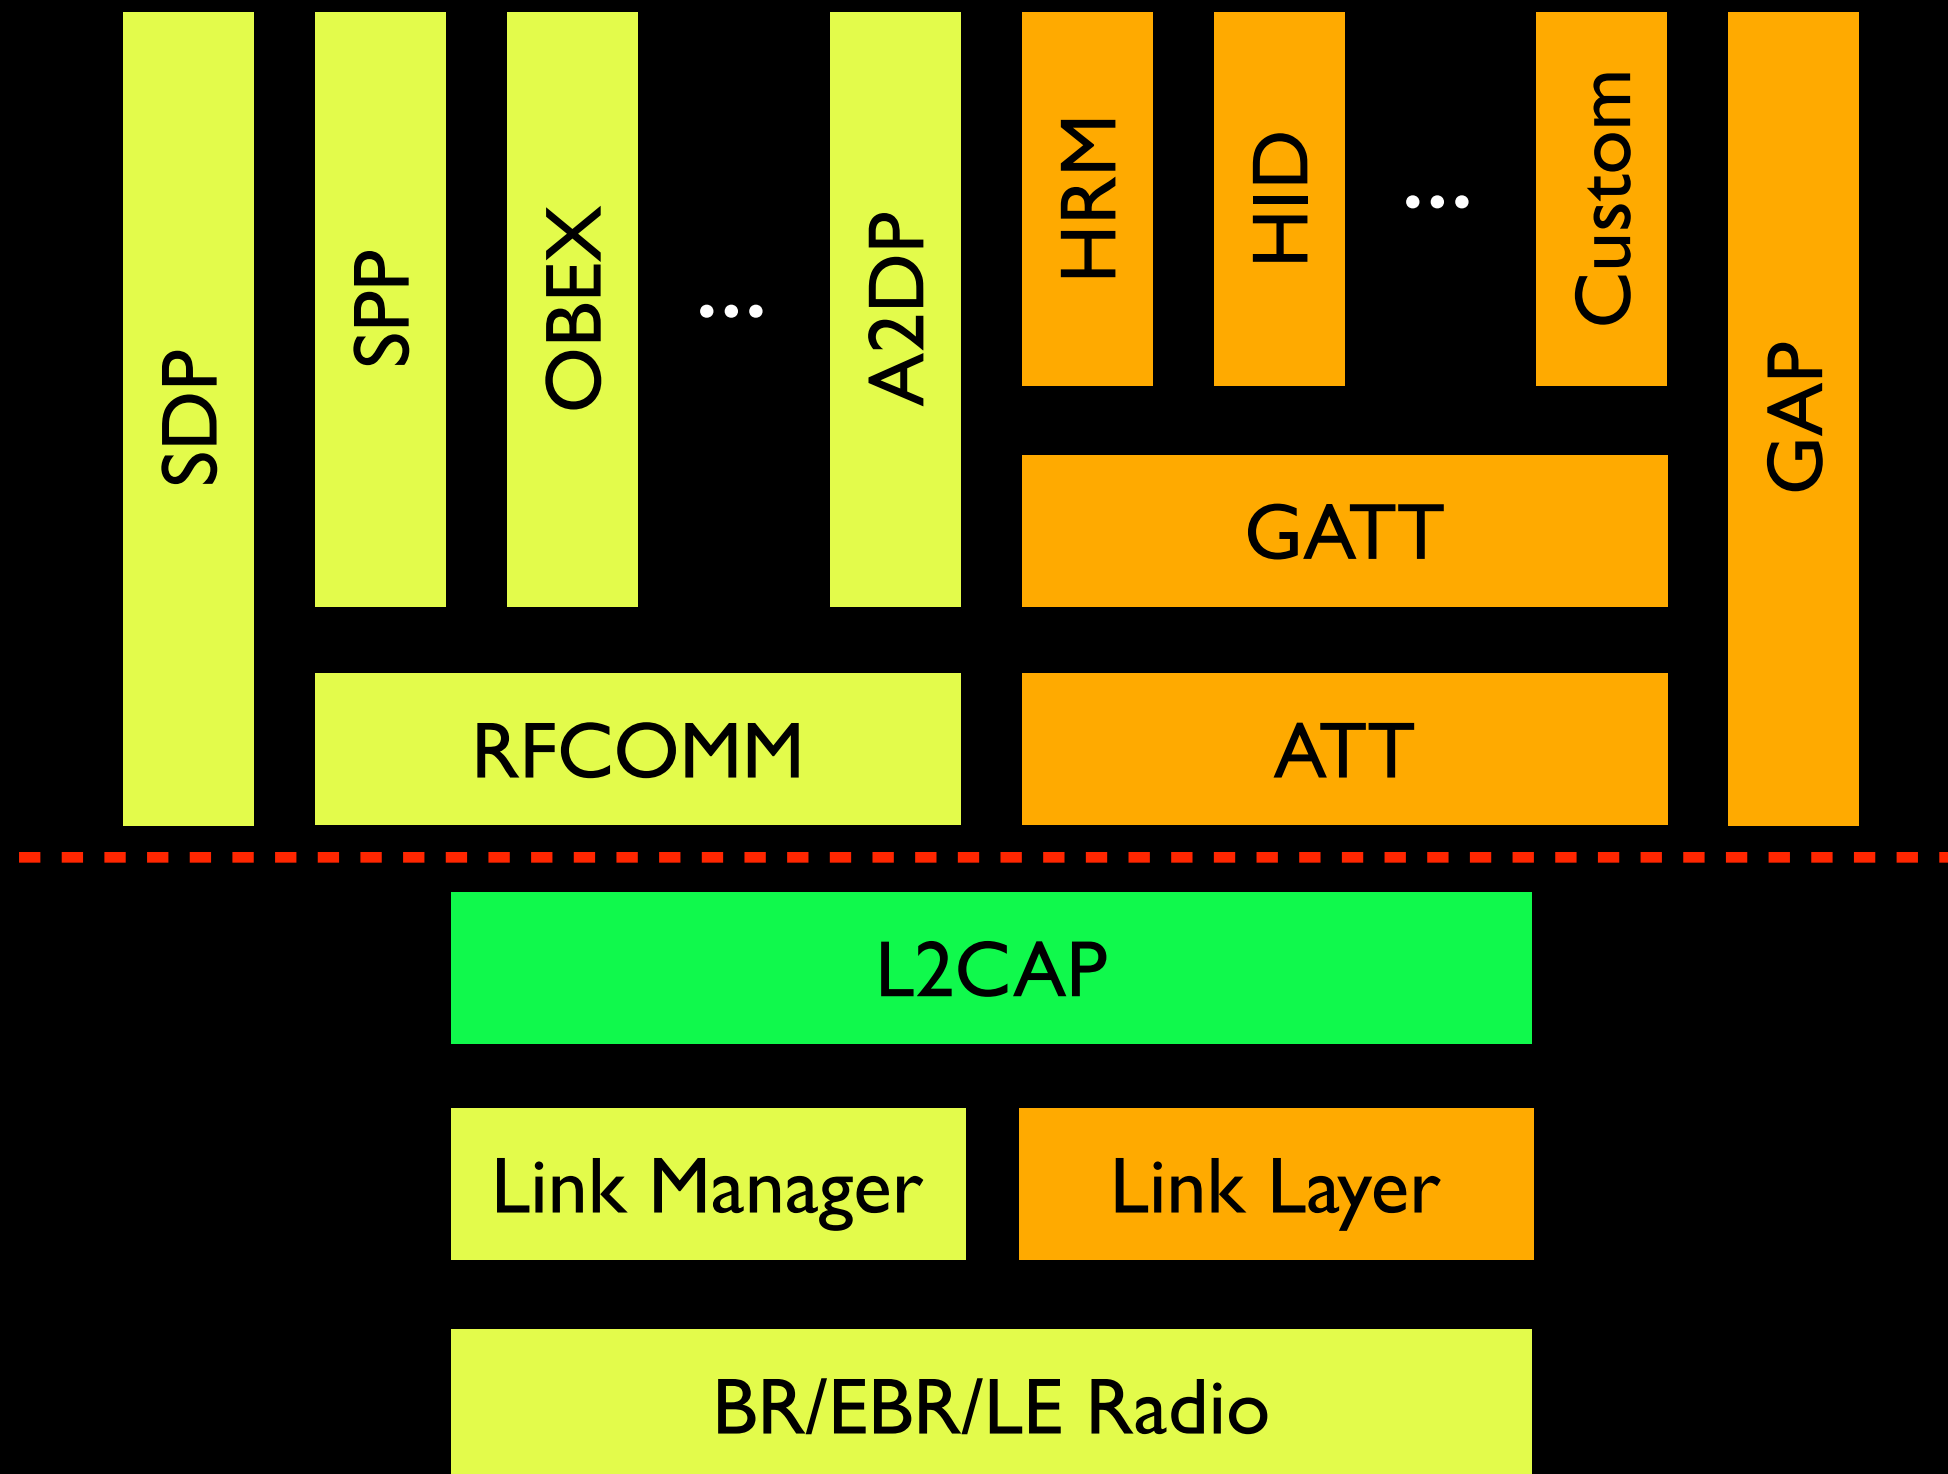 SDP
SPP
OBEX
...
A2DP
HRM
HID
...
Custom
GAP
GATT
RFCOMM
ATT
L2CAP
Link Manager
Link Layer
BR/EBR/LE Radio